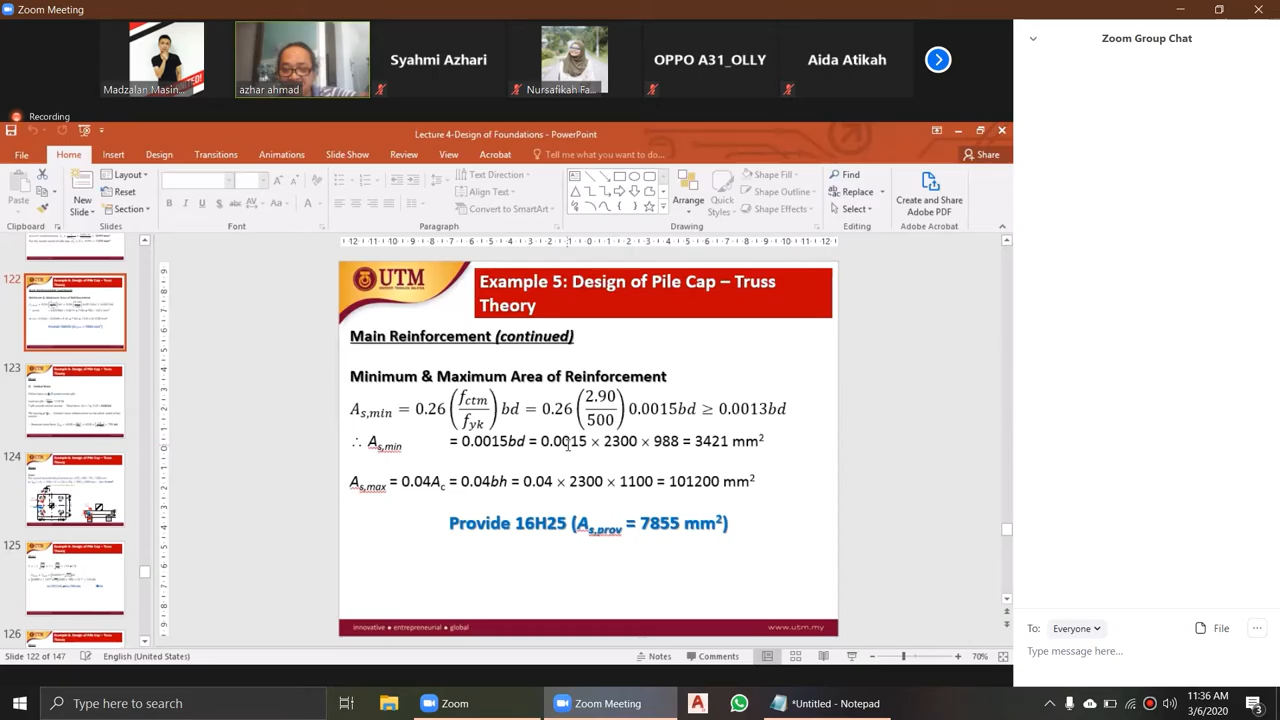 Zoom Meeting
Madzalan Masin...
azhar ahmad
Syahmi Azhari
Nursafikah Fa...
OPPO A31_OLLY
Aida Atikah
Zoom Group Chat
Recording
Lecture 4-Design of Foundations - PowerPoint
File Home Insert Design Transitions Animations Slide Show Review View Acrobat Tell me what you want to do... Share
Paste
New
Slide
Layout
Reset
Section
Text Direction
Align Text
Convert to SmartArt
Arrange
Quick
Styles
Shape Fill
Shape Outline
Shape Effects
Find
Replace
Select
Create and Share
Adobe PDF
Clipboard Slides Font Paragraph Drawing Editing Adobe Acrobat
122
123
124
125
126
UTM
UNIVERSITI TEKNOLOGI MALAYSIA
Example 5: Design of Pile Cap – Truss
Theory
Main Reinforcement (continued)
Minimum & Maximum Area of Reinforcement
A_s,min = 0.26 (f_ctm / f_yk) bd = 0.26 (2.90 / 500) 0.0015bd ≥ 0.0013bd
∴ A_s,min = 0.0015bd = 0.0015 × 2300 × 988 = 3421 mm²
A_s,max = 0.04A_c = 0.04bh = 0.04 × 2300 × 1100 = 101200 mm²
Provide 16H25 (A_s,prov = 7855 mm²)
innovative ● entrepreneurial ● global www.utm.my
Slide 122 of 147 English (United States) Notes Comments 70%
To: Everyone File
Type message here...
Type here to search
Zoom
Zoom Meeting
*Untitled - Notepad
11:36 AM
3/6/2020